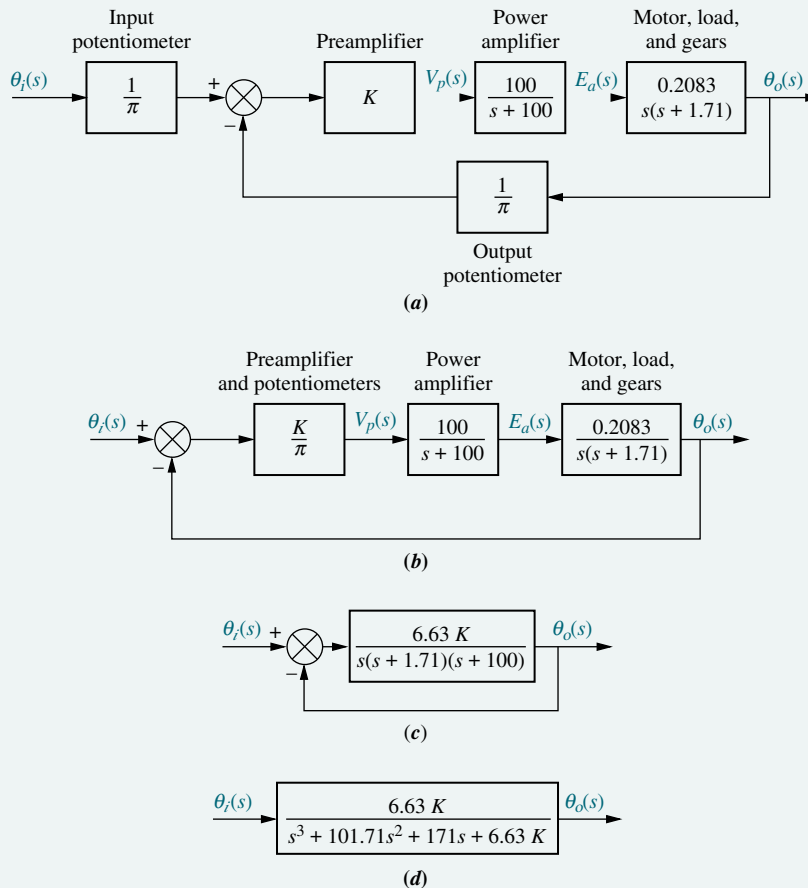 Input
potentiometer
Preamplifier
Power
amplifier
Motor, load,
and gears
θi(s)
1
π
+
−
K
Vp(s)
100
s + 100
Ea(s)
0.2083
s(s + 1.71)
θo(s)
1
π
Output
potentiometer
(a)
Preamplifier
and potentiometers
Power
amplifier
Motor, load,
and gears
θi(s)
+
−
K
π
Vp(s)
100
s + 100
Ea(s)
0.2083
s(s + 1.71)
θo(s)
(b)
θi(s)
+
−
6.63 K
s(s + 1.71)(s + 100)
θo(s)
(c)
θi(s)
6.63 K
s³ + 101.71s² + 171s + 6.63 K
θo(s)
(d)